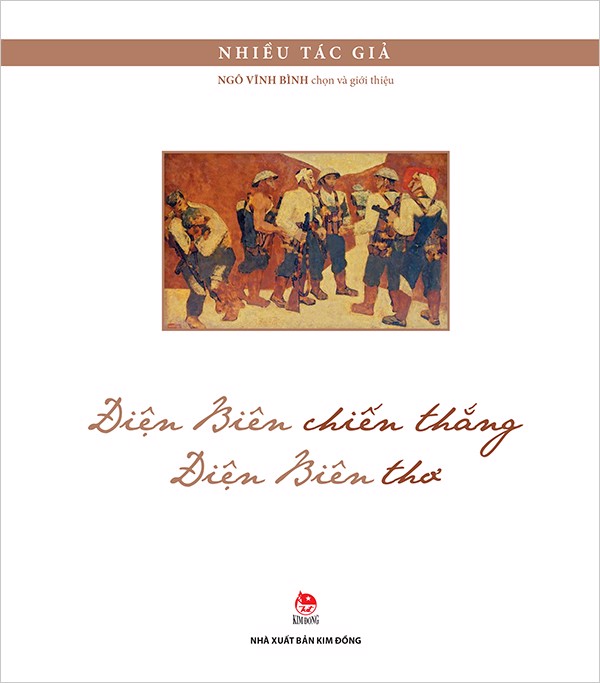 NHIỀU TÁC GIẢ
NGÔ VĨNH BÌNH chọn và giới thiệu
Điện Biên chiến thắng
Điện Biên thơ
KIM ĐỒNG
NHÀ XUẤT BẢN KIM ĐỒNG